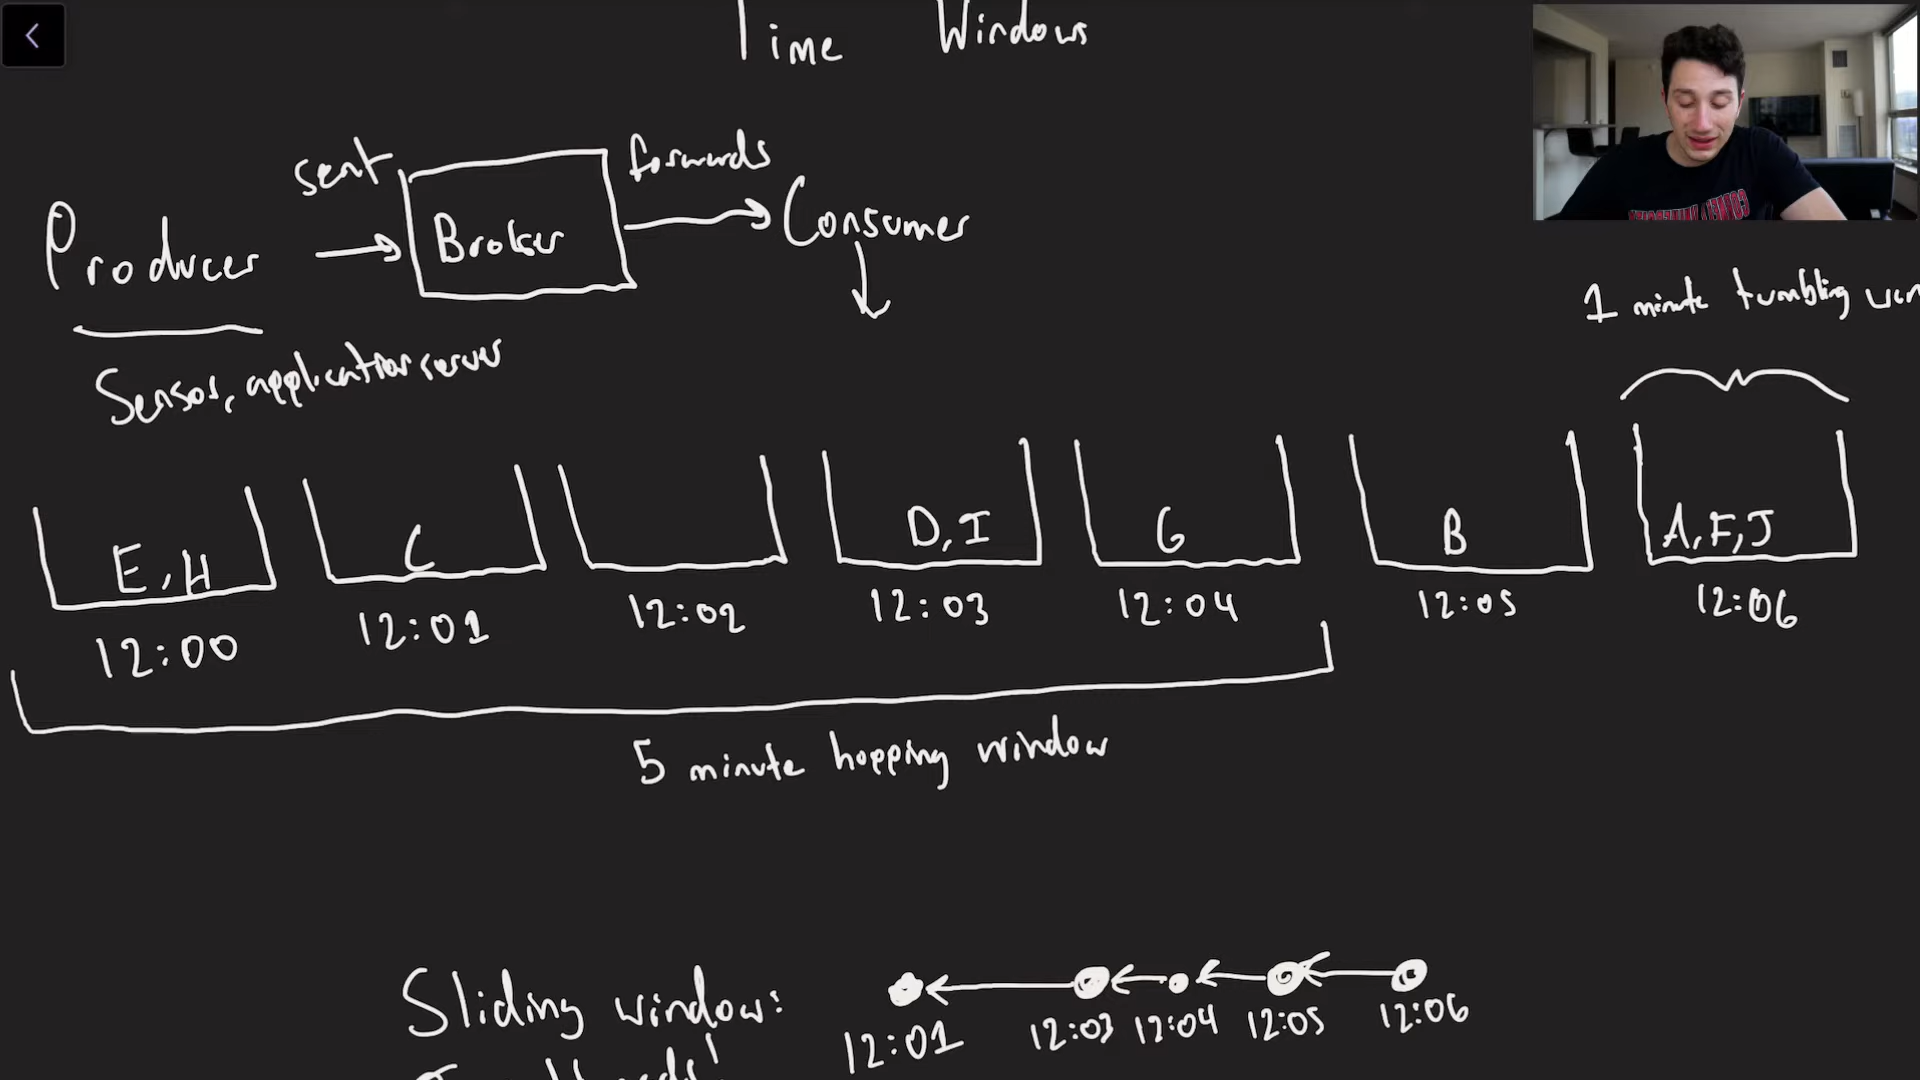 Time Windows
sent
forwards
Producer
Broker
Consumer
Sensor, application server
1 minute tumbling
E, H
C
D, I
G
B
A, F, J
12:00
12:01
12:02
12:03
12:04
12:05
12:06
5 minute hopping window
Sliding window:
12:01
12:03
12:04
12:05
12:06